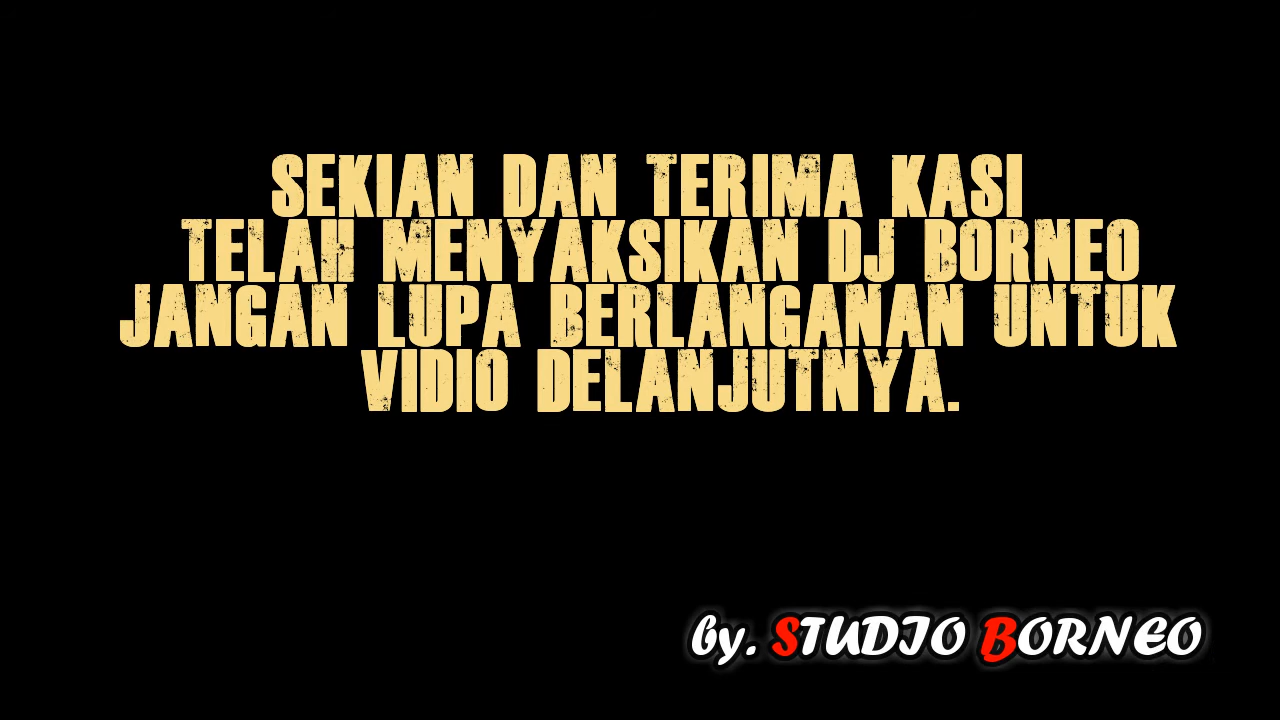 SEKIAN DAN TERIMA KASI
TELAH MENYAKSIKAN DJ BORNEO
JANGAN LUPA BERLANGANAN UNTUK
VIDIO DELANJUTNYA.
by. STUDIO BORNEO